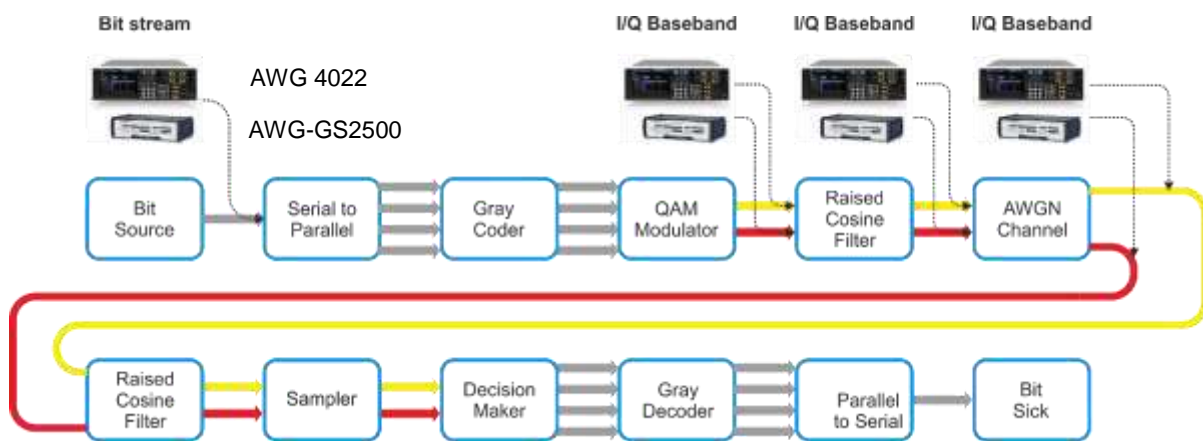 Bit stream
I/Q Baseband
I/Q Baseband
I/Q Baseband
AWG 4022
AWG-GS2500
Bit
Source
Serial to
Parallel
Gray
Coder
QAM
Modulator
Raised
Cosine
Filter
AWGN
Channel
Raised
Cosine
Filter
Sampler
Decision
Maker
Gray
Decoder
Parallel
to Serial
Bit
Sick